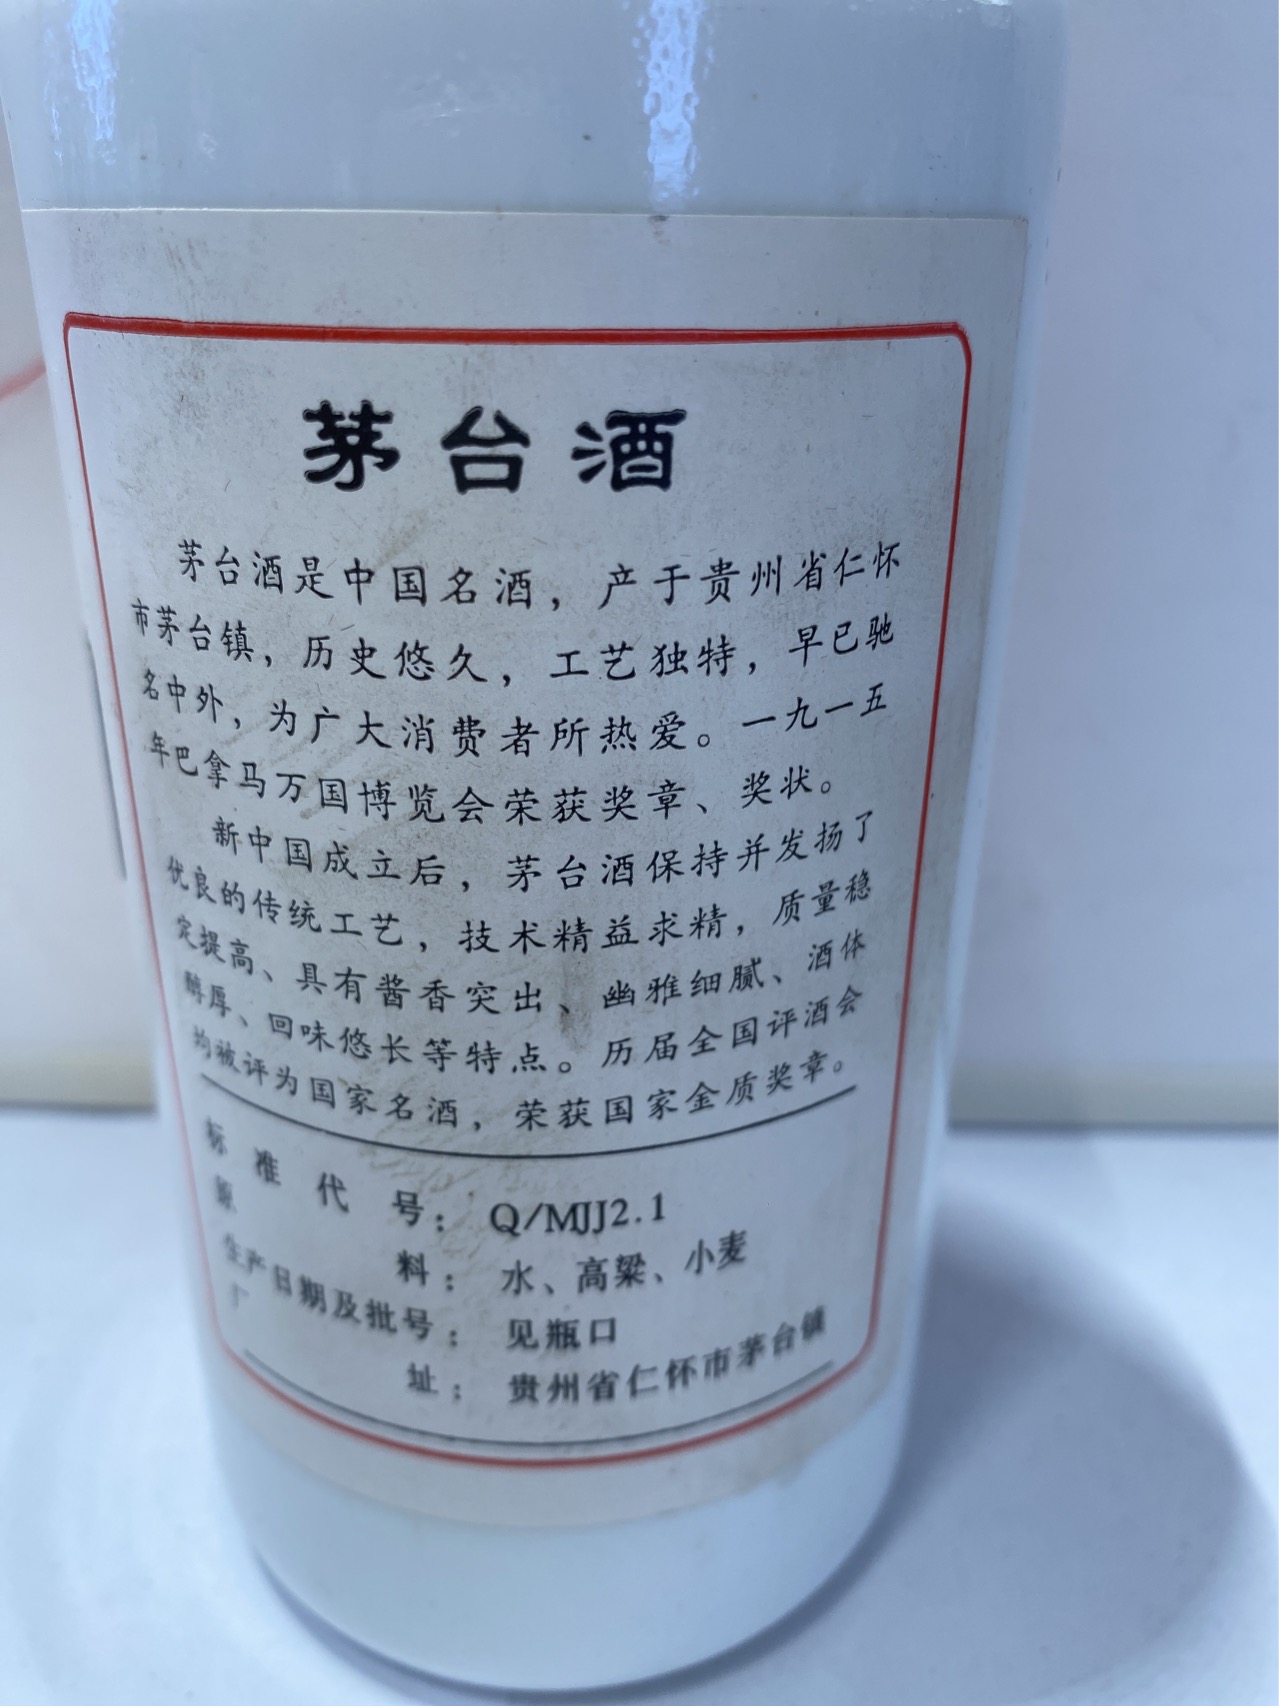 茅台酒
茅台酒是中国名酒，产于贵州省仁怀
市茅台镇，历史悠久，工艺独特，早已驰
名中外，为广大消费者所热爱。一九一五
年巴拿马万国博览会荣获奖章、奖状。
新中国成立后，茅台酒保持并发扬了
优良的传统工艺，技术精益求精，质量稳
定提高、具有酱香突出、幽雅细腻、酒体
醇厚、回味悠长等特点。历届全国评酒会
均被评为国家名酒，荣获国家金质奖章。
标准代号：Q/MJJ2.1
原料：水、高粱、小麦
生产日期及批号：见瓶口
厂址：贵州省仁怀市茅台镇